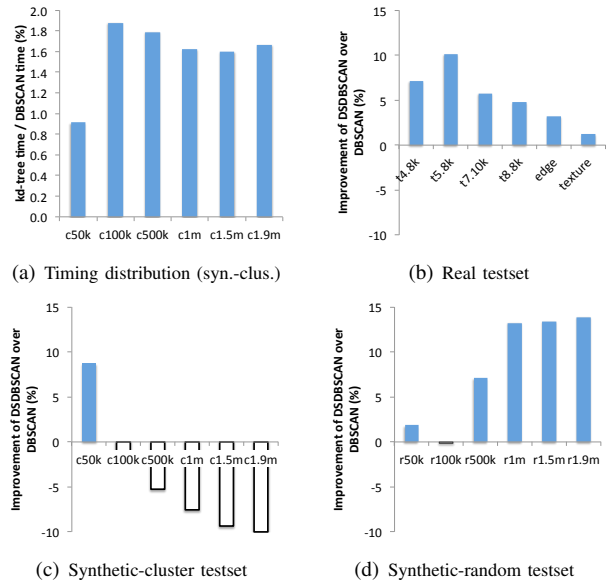 kd-tree time / DBSCAN time (%)
2.0
1.8
1.6
1.4
1.2
1.0
0.8
0.6
0.4
0.2
0.0
c50k c100k c500k c1m c1.5m c1.9m
(a) Timing distribution (syn.-clus.)
Improvement of DSDBSCAN over
DBSCAN (%)
15
10
5
0
-5
-10
t4.8k t5.8k t7.10k t8.8k edge texture
(b) Real testset
Improvement of DSDBSCAN over
DBSCAN (%)
15
10
5
0
-5
-10
c50k c100k c500k c1m c1.5m c1.9m
(c) Synthetic-cluster testset
Improvement of DSDBSCAN over
DBSCAN (%)
15
10
5
0
-5
-10
r50k r100k r500k r1m r1.5m r1.9m
(d) Synthetic-random testset